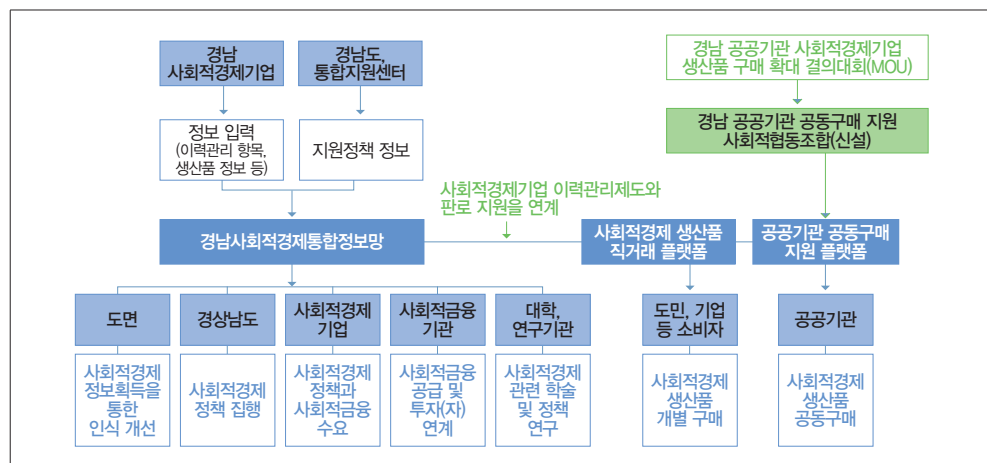 경남
사회적경제기업
경남도,
통합지원센터
경남 공공기관 사회적경제기업
생산품 구매 확대 결의대회(MOU)
정보 입력
(이력관리 항목,
생산품 정보 등)
지원정책 정보
경남 공공기관 공동구매 지원
사회적협동조합(신설)
사회적경제기업 이력관리제도와
판로 지원을 연계
경남사회적경제통합정보망
사회적경제 생산품
직거래 플랫폼
공공기관 공동구매
지원 플랫폼
도면
경상남도
사회적경제
기업
사회적금융
기관
대학,
연구기관
도민, 기업
등 소비자
공공기관
사회적경제
정보획득을
통한
인식 개선
사회적경제
정책 집행
사회적경제
정책과
사회적금융
수요
사회적금융
공급 및
투자(자)
연계
사회적경제
관련 학술
및 정책
연구
사회적경제
생산품
개별 구매
사회적경제
생산품
공동구매